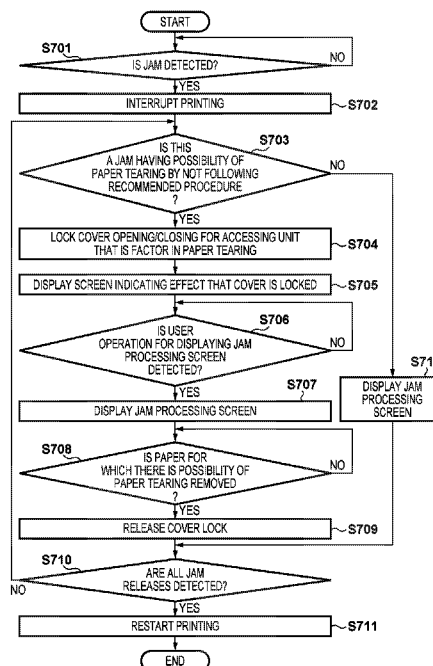 START
S701
IS JAM DETECTED?
NO
YES
INTERRUPT PRINTING
S702
S703
IS THIS
A JAM HAVING POSSIBILITY OF
PAPER TEARING BY NOT FOLLOWING
RECOMMENDED PROCEDURE
?
NO
YES
LOCK COVER OPENING/CLOSING FOR ACCESSING UNIT
THAT IS FACTOR IN PAPER TEARING
S704
DISPLAY SCREEN INDICATING EFFECT THAT COVER IS LOCKED
S705
S706
IS USER
OPERATION FOR DISPLAYING JAM
PROCESSING SCREEN
DETECTED?
NO
YES
S707
DISPLAY JAM PROCESSING SCREEN
S71
DISPLAY JAM
PROCESSING
SCREEN
S708
IS PAPER FOR
WHICH THERE IS POSSIBILITY OF
PAPER TEARING REMOVED
?
NO
YES
RELEASE COVER LOCK
S709
S710
ARE ALL JAM
RELEASES DETECTED?
NO
YES
RESTART PRINTING
S711
END